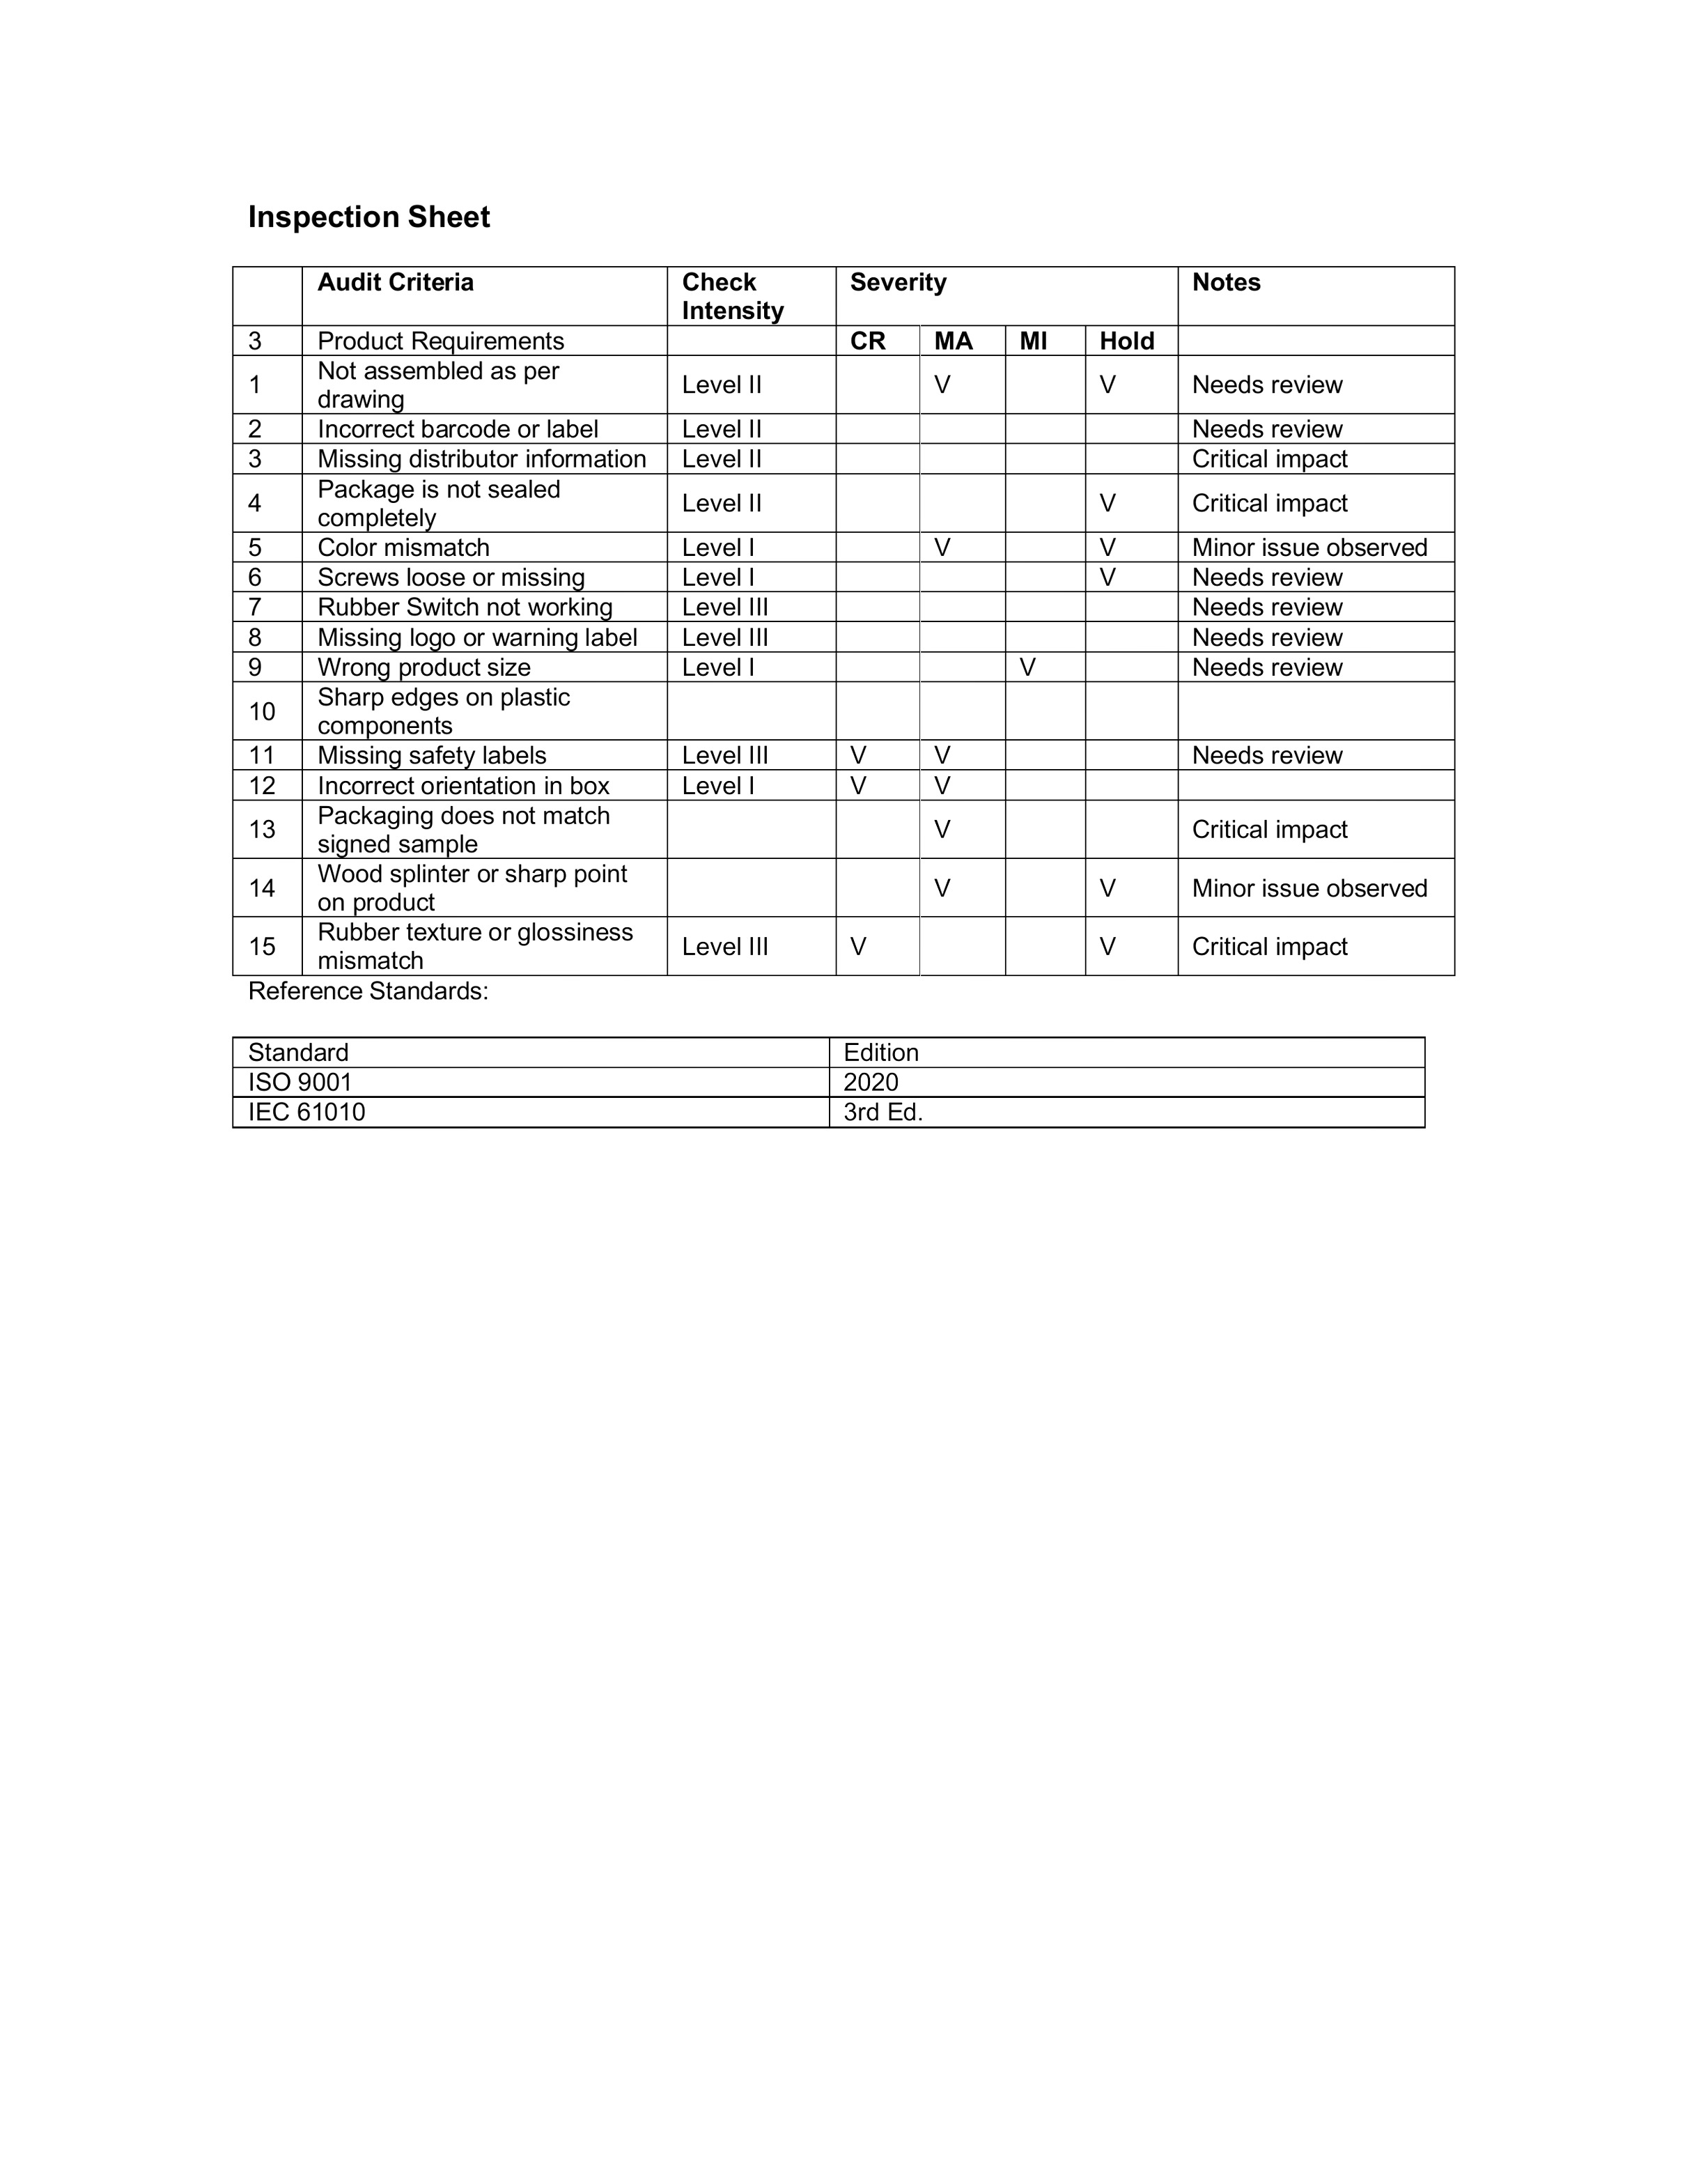 Inspection Sheet
Audit Criteria Check Severity Notes
Intensity
3 Product Requirements CR MA MI Hold
Not assembled as per
1 Level II V V Needs review
drawing
2 Incorrect barcode or label Level II Needs review
3 Missing distributor information Level II Critical impact
Package is not sealed
4 Level II V Critical impact
completely
5 Color mismatch Level I V V Minor issue observed
6 Screws loose or missing Level I V Needs review
7 Rubber Switch not working Level III Needs review
8 Missing logo or warning label Level III Needs review
9 Wrong product size Level I V Needs review
Sharp edges on plastic
10
components
11 Missing safety labels Level III V V Needs review
12 Incorrect orientation in box Level I V V
Packaging does not match
13 V Critical impact
signed sample
Wood splinter or sharp point
14 V V Minor issue observed
on product
Rubber texture or glossiness
15 Level III V V Critical impact
mismatch
Reference Standards:
Standard Edition
ISO 9001 2020
IEC 61010 3rd Ed.